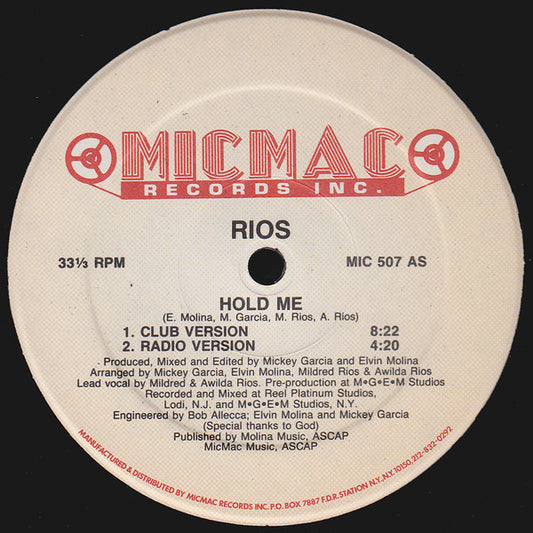 MICMAC
RECORDS INC.
RIOS
33⅓ RPM
MIC 507 AS
HOLD ME
(E. Molina, M. Garcia, M. Rios, A. Rios)
1. CLUB VERSION 8:22
2. RADIO VERSION 4:20
Produced, Mixed and Edited by Mickey Garcia and Elvin Molina
Arranged by Mickey Garcia, Elvin Molina, Mildred Rios & Awilda Rios
Lead vocal by Mildred & Awilda Rios. Pre-production at M•G•E•M Studios
Recorded and Mixed at Reel Platinum Studios,
Lodi, N.J. and M•G•E•M Studios, N.Y.
Engineered by Bob Allecca; Elvin Molina and Mickey Garcia
(Special thanks to God)
Published by Molina Music, ASCAP
MicMac Music, ASCAP
MANUFACTURED & DISTRIBUTED BY MICMAC RECORDS INC. P.O. BOX 7887 F.D.R. STATION N.Y., N.Y. 10150, 212-832-0292